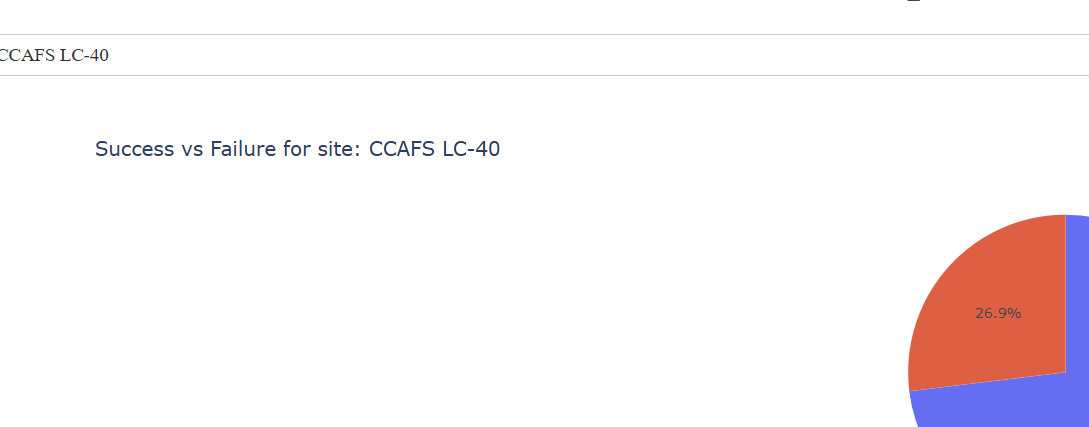 CCAFS LC-40
Success vs Failure for site: CCAFS LC-40
26.9%